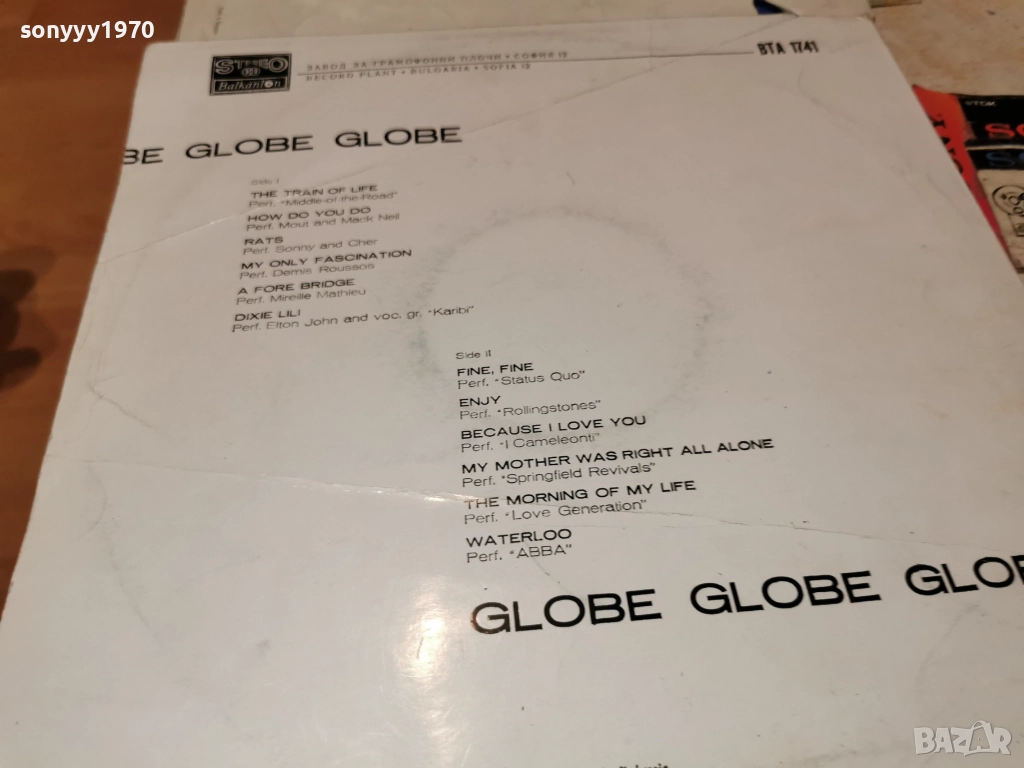 sonyyy1970
STEREO
Balkanton
ЗАВОД ЗА ГРАМОФОННИ ПЛОЧИ • СОФИЯ 19
RECORD PLANT • BULGARIA • SOFIA 19
ВТА 1741
BE GLOBE GLOBE
Side I
THE TRAIN OF LIFE
Perf. "Middle-of-the-Road"
HOW DO YOU DO
Perf. Mout and Mack Neil
RATS
Perf. Sonny and Cher
MY ONLY FASCINATION
Perf. Demis Roussos
A FORE BRIDGE
Perf. Mireille Mathieu
DIXIE LILI
Perf. Elton John and voc. gr. "Karibi"
Side II
FINE, FINE
Perf. "Status Quo"
ENJY
Perf. "Rollingstones"
BECAUSE I LOVE YOU
Perf. "I Cameleonti"
MY MOTHER WAS RIGHT ALL ALONE
Perf. "Springfield Revivals"
THE MORNING OF MY LIFE
Perf. "Love Generation"
WATERLOO
Perf. "ABBA"
GLOBE GLOBE GLOB
TDK
BAZAR